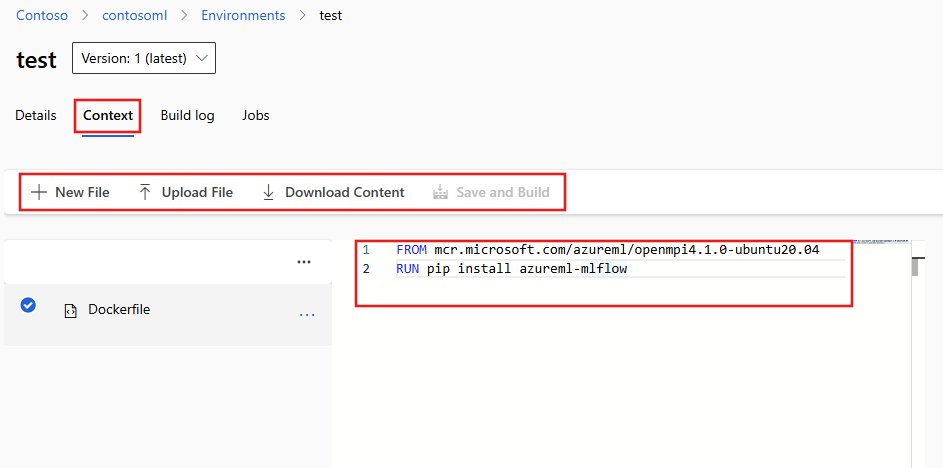 Contoso > contosoml > Environments > test
test Version: 1 (latest)
Details Context Build log Jobs
New File Upload File Download Content Save and Build
...
1 FROM mcr.microsoft.com/azureml/openmpi4.1.0-ubuntu20.04
2 RUN pip install azureml-mlflow
Dockerfile ...